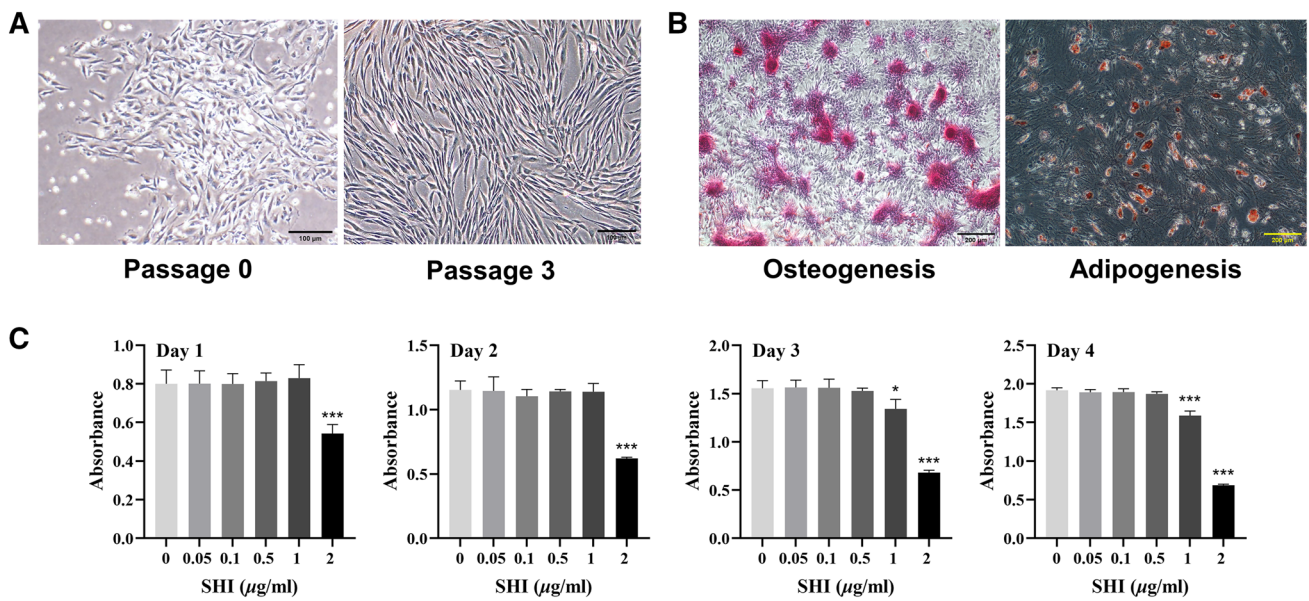 A
B
100 µm
100 µm
200 µm
200 µm
Passage 0
Passage 3
Osteogenesis
Adipogenesis
C
Day 1
Absorbance
1.0
0.8
0.6
0.4
0.2
0.0
***
0 0.05 0.1 0.5 1 2
SHI (µg/ml)
Day 2
Absorbance
1.5
1.0
0.5
0.0
***
0 0.05 0.1 0.5 1 2
SHI (µg/ml)
Day 3
Absorbance
2.0
1.5
1.0
0.5
0.0
*
***
0 0.05 0.1 0.5 1 2
SHI (µg/ml)
Day 4
Absorbance
2.5
2.0
1.5
1.0
0.5
0.0
***
***
0 0.05 0.1 0.5 1 2
SHI (µg/ml)